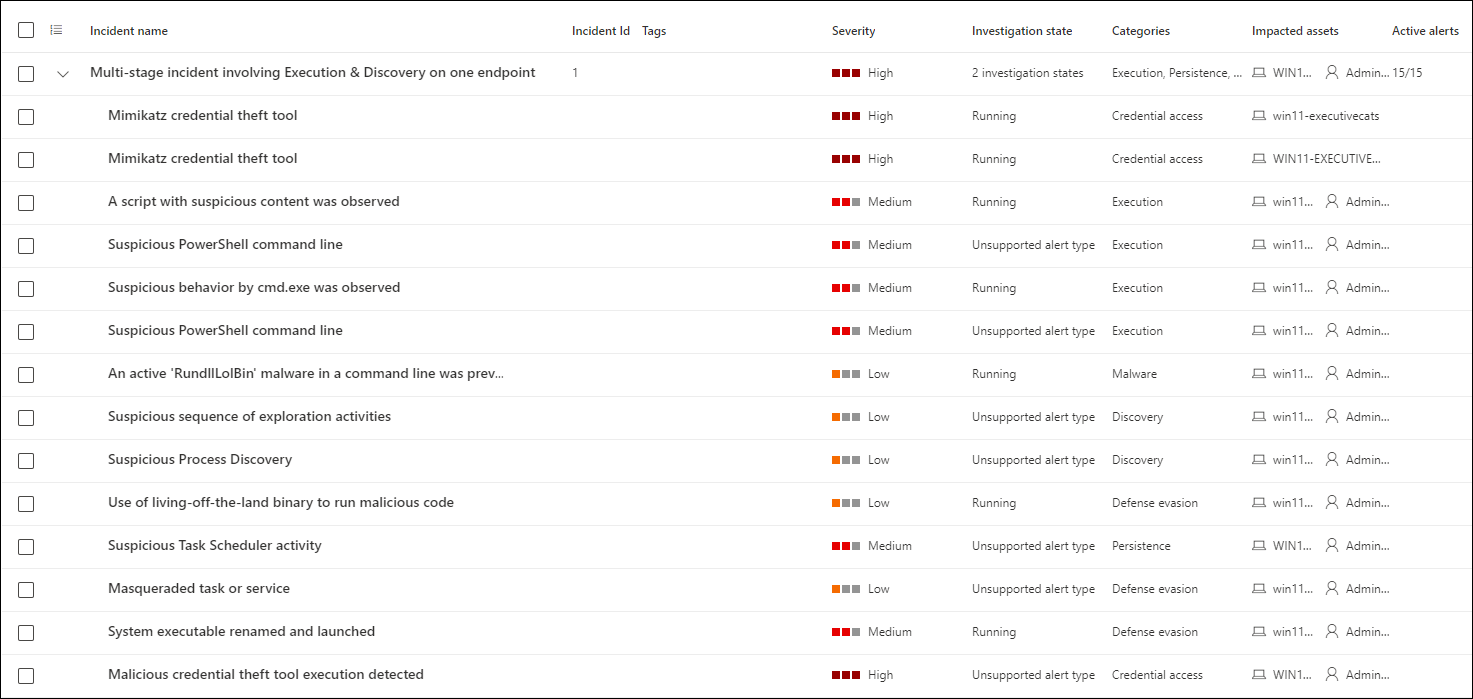 Incident name Incident Id Tags Severity Investigation state Categories Impacted assets Active alerts
Multi-stage incident involving Execution & Discovery on one endpoint 1 High 2 investigation states Execution, Persistence, ... WIN1... Admin... 15/15
Mimikatz credential theft tool High Running Credential access win11-executivecats
Mimikatz credential theft tool High Running Credential access WIN11-EXECUTIVE...
A script with suspicious content was observed Medium Running Execution win11... Admin...
Suspicious PowerShell command line Medium Unsupported alert type Execution win11... Admin...
Suspicious behavior by cmd.exe was observed Medium Running Execution win11... Admin...
Suspicious PowerShell command line Medium Unsupported alert type Execution win11... Admin...
An active 'RundllLolBin' malware in a command line was prev... Low Running Malware win11... Admin...
Suspicious sequence of exploration activities Low Unsupported alert type Discovery win11... Admin...
Suspicious Process Discovery Low Unsupported alert type Discovery win11... Admin...
Use of living-off-the-land binary to run malicious code Low Running Defense evasion win11... Admin...
Suspicious Task Scheduler activity Medium Unsupported alert type Persistence WIN1... Admin...
Masqueraded task or service Low Unsupported alert type Defense evasion win11... Admin...
System executable renamed and launched Medium Running Defense evasion win11... Admin...
Malicious credential theft tool execution detected High Unsupported alert type Credential access WIN1... Admin...